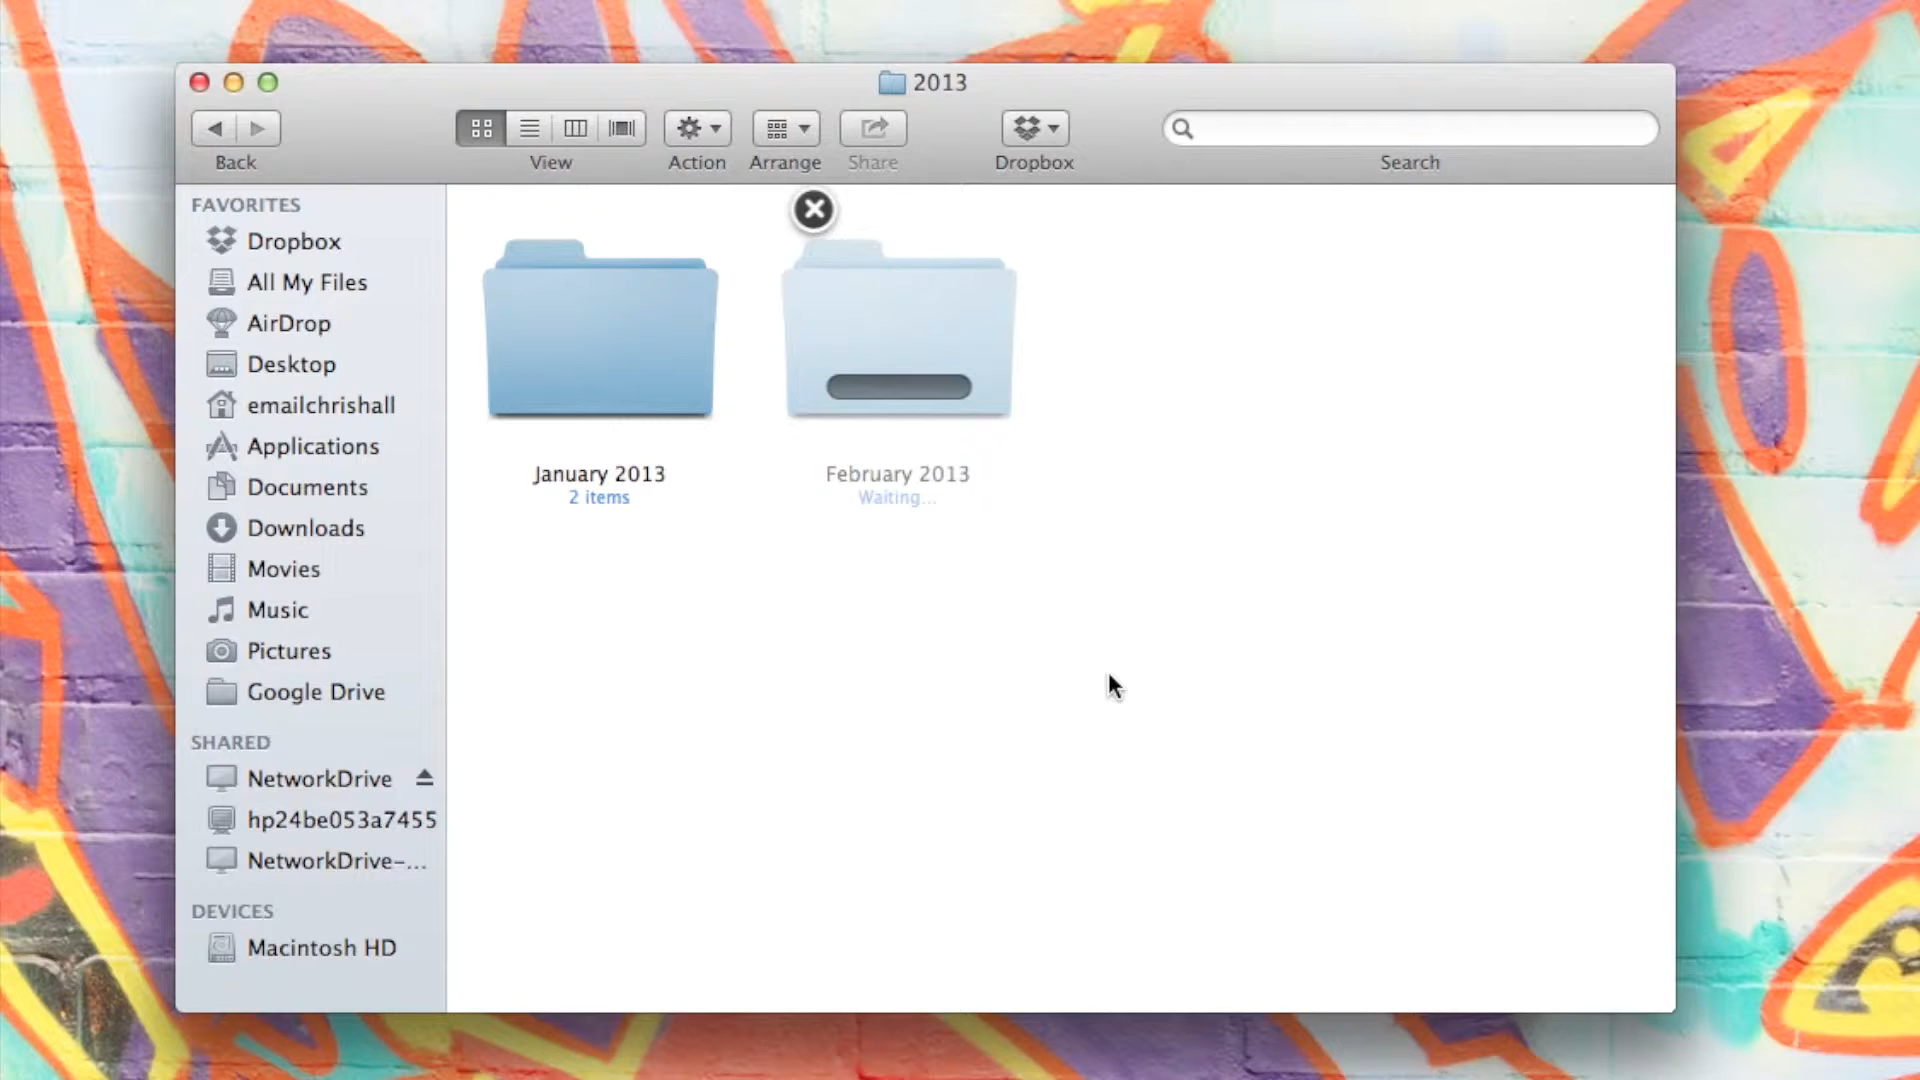 2013
Back
View
Action
Arrange
Share
Dropbox
Search
FAVORITES
Dropbox
All My Files
AirDrop
Desktop
emailchrishall
Applications
Documents
Downloads
Movies
Music
Pictures
Google Drive
SHARED
NetworkDrive
hp24be053a7455
NetworkDrive-...
DEVICES
Macintosh HD
January 2013
2 items
February 2013
Waiting...